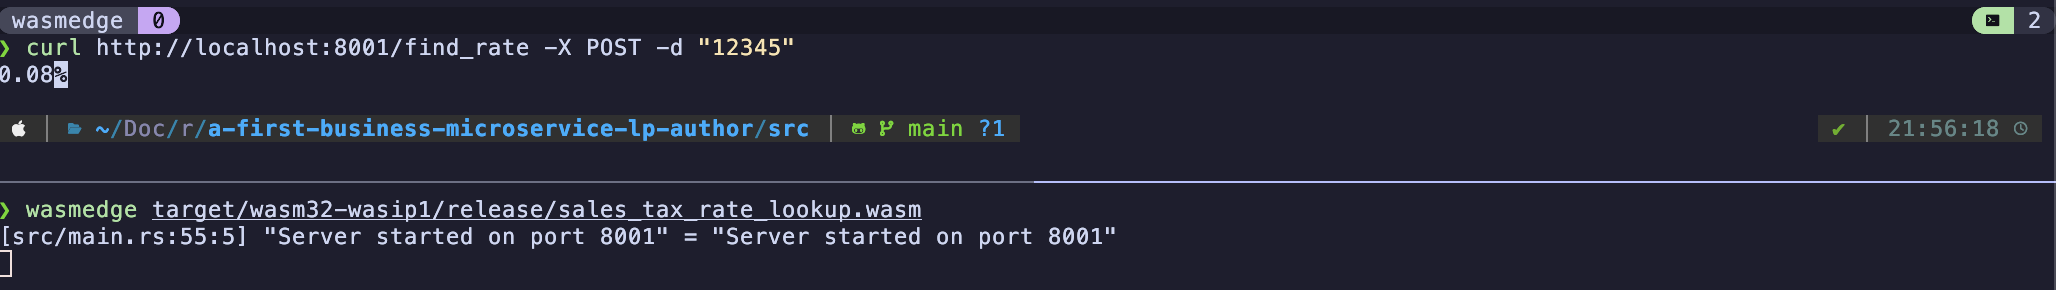 wasmedge 0 2
❯ curl http://localhost:8001/find_rate -X POST -d "12345"
0.08%
~/Doc/r/a-first-business-microservice-lp-author/src main ?1 ✔ 21:56:18
❯ wasmedge target/wasm32-wasip1/release/sales_tax_rate_lookup.wasm
[src/main.rs:55:5] "Server started on port 8001" = "Server started on port 8001"